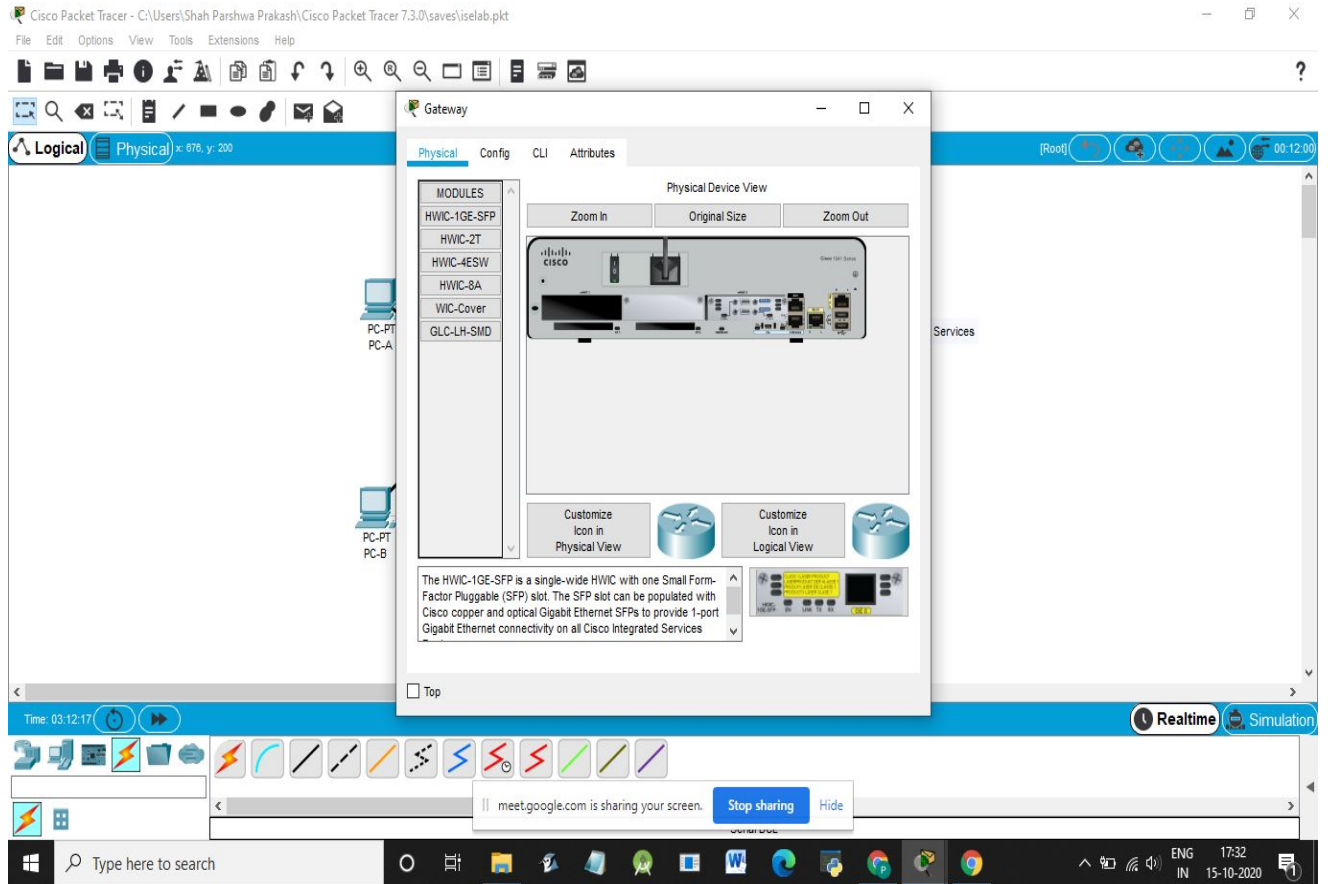 Cisco Packet Tracer - C:\Users\Shah Parshwa Prakash\Cisco Packet Tracer 7.3.0\saves\iselab.pkt
File Edit Options View Tools Extensions Help
?
Gateway
Logical Physical x: 676, y: 200
[Root] 00:12:00
Physical Config CLI Attributes
MODULES
HWIC-1GE-SFP
HWIC-2T
HWIC-4ESW
HWIC-8A
WIC-Cover
GLC-LH-SMD
Physical Device View
Zoom In Original Size Zoom Out
CISCO
PC-PT
PC-A
Services
PC-PT
PC-B
Customize
Icon in
Physical View
Customize
Icon in
Logical View
The HWIC-1GE-SFP is a single-wide HWIC with one Small Form-
Factor Pluggable (SFP) slot. The SFP slot can be populated with
Cisco copper and optical Gigabit Ethernet SFPs to provide 1-port
Gigabit Ethernet connectivity on all Cisco Integrated Services
Top
Time: 03:12:17
Realtime Simulation
meet.google.com is sharing your screen. Stop sharing Hide
Type here to search
ENG
IN
17:32
15-10-2020